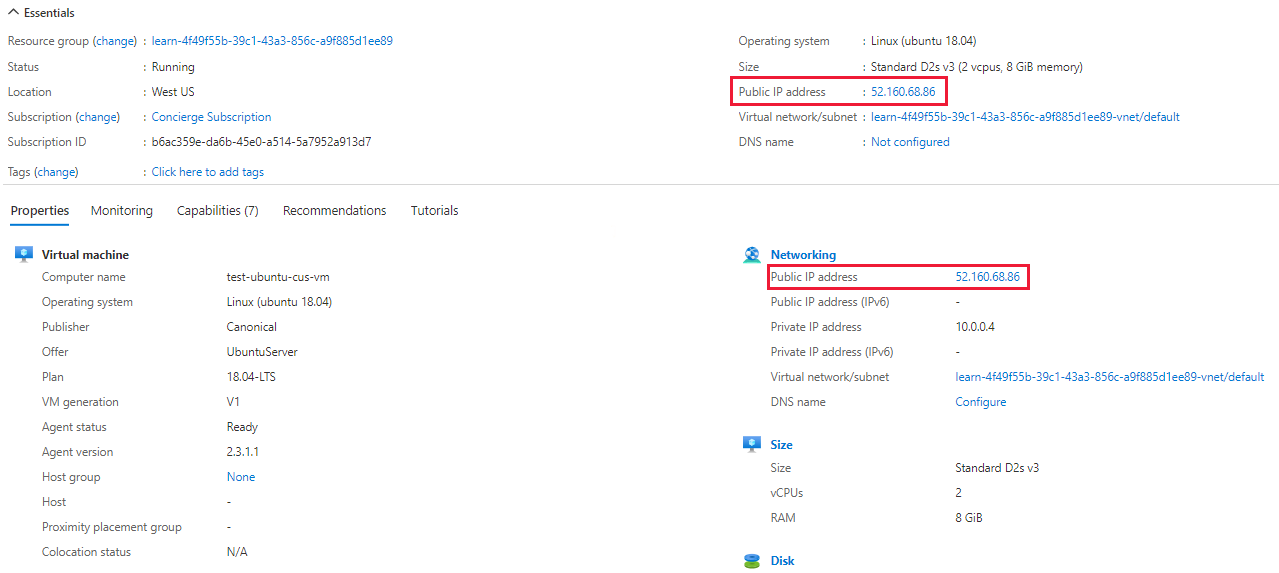 Essentials
Resource group (change) : learn-4f49f55b-39c1-43a3-856c-a9f885d1ee89
Status : Running
Location : West US
Subscription (change) : Concierge Subscription
Subscription ID : b6ac359e-da6b-45e0-a514-5a7952a913d7
Tags (change) : Click here to add tags
Operating system : Linux (ubuntu 18.04)
Size : Standard D2s v3 (2 vcpus, 8 GiB memory)
Public IP address : 52.160.68.86
Virtual network/subnet : learn-4f49f55b-39c1-43a3-856c-a9f885d1ee89-vnet/default
DNS name : Not configured
Properties Monitoring Capabilities (7) Recommendations Tutorials
Virtual machine
Computer name test-ubuntu-cus-vm
Operating system Linux (ubuntu 18.04)
Publisher Canonical
Offer UbuntuServer
Plan 18.04-LTS
VM generation V1
Agent status Ready
Agent version 2.3.1.1
Host group None
Host -
Proximity placement group -
Colocation status N/A
Networking
Public IP address 52.160.68.86
Public IP address (IPv6) -
Private IP address 10.0.0.4
Private IP address (IPv6) -
Virtual network/subnet learn-4f49f55b-39c1-43a3-856c-a9f885d1ee89-vnet/default
DNS name Configure
Size
Size Standard D2s v3
vCPUs 2
RAM 8 GiB
Disk